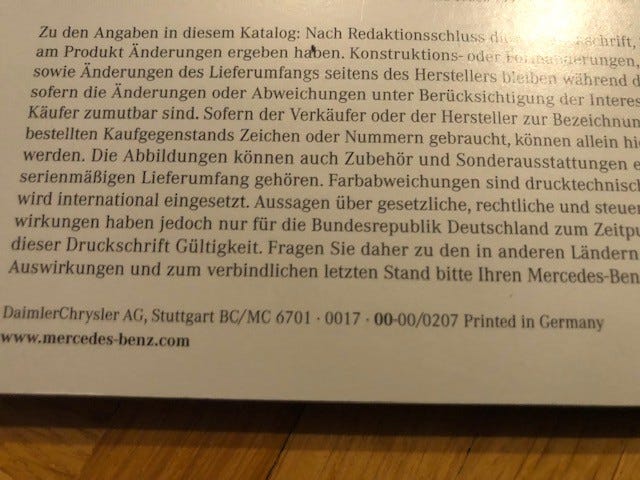 Zu den Angaben in diesem Katalog: Nach Redaktionsschluss
am Produkt Änderungen ergeben haben. Konstruktions- oder
sowie Änderungen des Lieferumfangs seitens des Herstellers bleiben während d
sofern die Änderungen oder Abweichungen unter Berücksichtigung der Interes
Käufer zumutbar sind. Sofern der Verkäufer oder der Hersteller zur Bezeichnun
bestellten Kaufgegenstands Zeichen oder Nummern gebraucht, können allein hi
werden. Die Abbildungen können auch Zubehör und Sonderausstattungen e
serienmäßigen Lieferumfang gehören. Farbabweichungen sind drucktechnisc
wird international eingesetzt. Aussagen über gesetzliche, rechtliche und steuer
wirkungen haben jedoch nur für die Bundesrepublik Deutschland zum Zeitpu
dieser Druckschrift Gültigkeit. Fragen Sie daher zu den in anderen Ländern
Auswirkungen und zum verbindlichen letzten Stand bitte Ihren Mercedes-Ben
DaimlerChrysler AG, Stuttgart BC/MC 6701 · 0017 · 00-00/0207 Printed in Germany
www.mercedes-benz.com